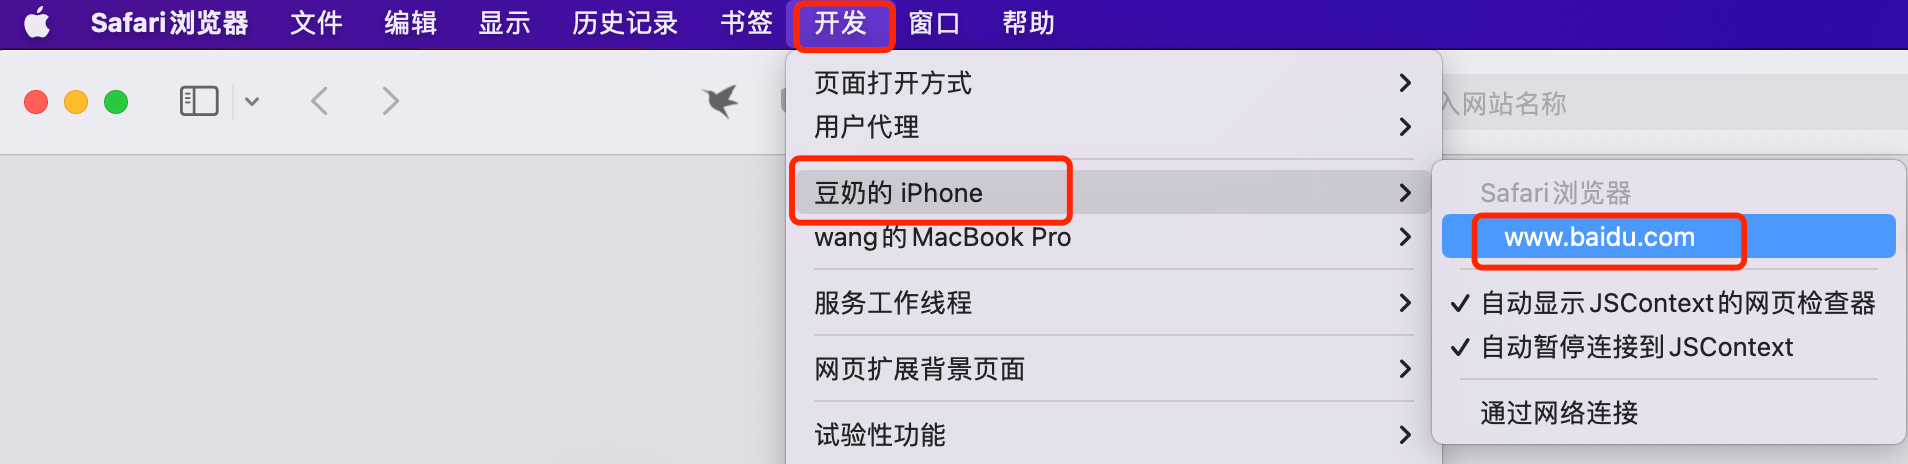 Safari浏览器 文件 编辑 显示 历史记录 书签 开发 窗口 帮助
页面打开方式
入网站名称
用户代理
豆奶的 iPhone
wang的MacBook Pro
服务工作线程
网页扩展背景页面
试验性功能
Safari浏览器
www.baidu.com
自动显示JSContext的网页检查器
自动暂停连接到JSContext
通过网络连接